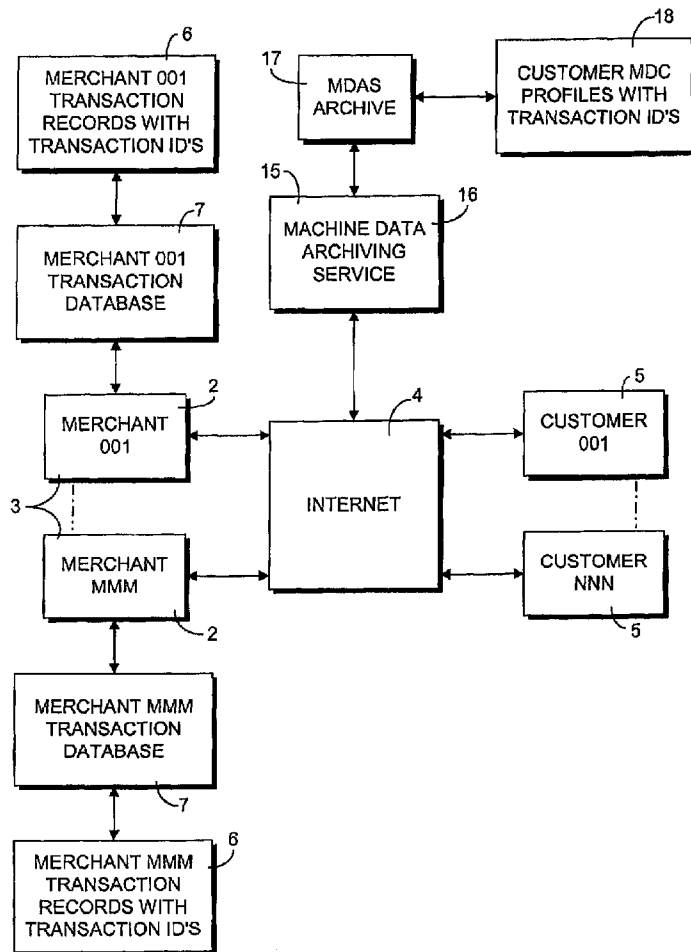 6
MERCHANT 001
TRANSACTION
RECORDS WITH
TRANSACTION ID'S
17
MDAS
ARCHIVE
18
CUSTOMER MDC
PROFILES WITH
TRANSACTION ID'S
7
MERCHANT 001
TRANSACTION
DATABASE
15
16
MACHINE DATA
ARCHIVING
SERVICE
2
MERCHANT
001
4
INTERNET
5
CUSTOMER
001
3
MERCHANT
MMM
2
CUSTOMER
NNN
5
MERCHANT MMM
TRANSACTION
DATABASE
7
6
MERCHANT MMM
TRANSACTION
RECORDS WITH
TRANSACTION ID'S